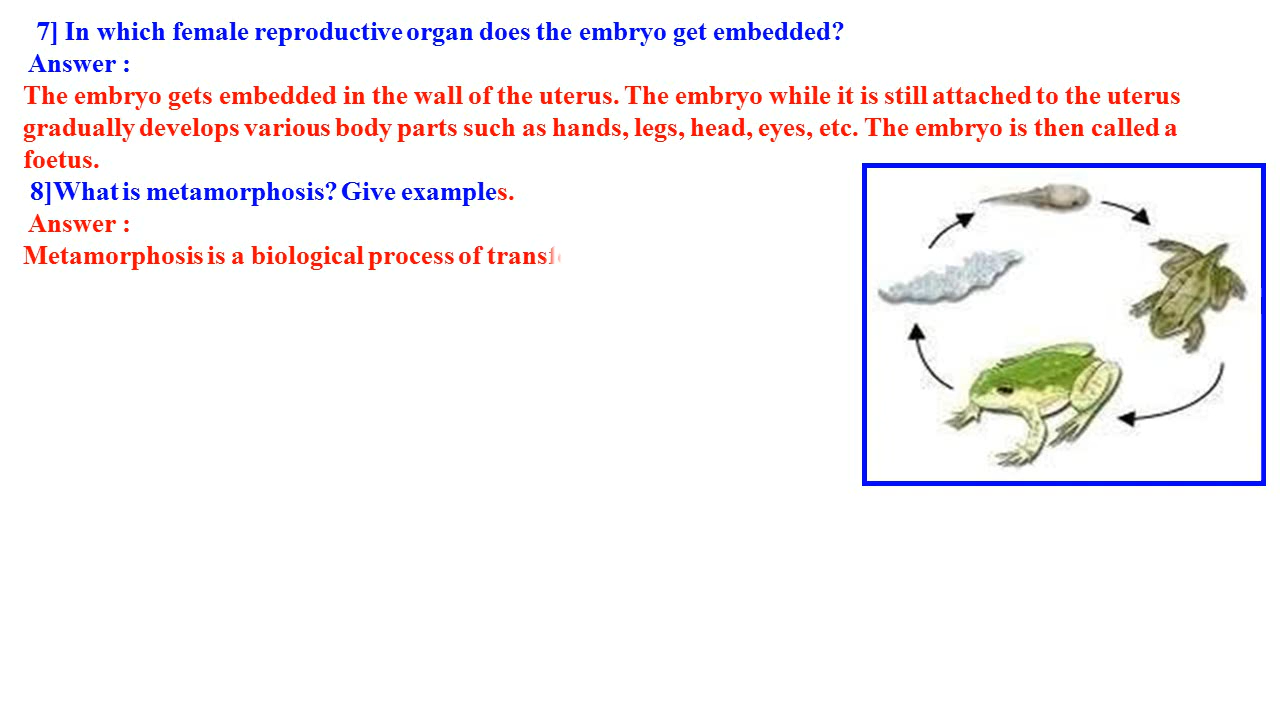 7] In which female reproductive organ does the embryo get embedded?
Answer :
The embryo gets embedded in the wall of the uterus. The embryo while it is still attached to the uterus
gradually develops various body parts such as hands, legs, head, eyes, etc. The embryo is then called a
foetus.
8]What is metamorphosis? Give examples.
Answer :
Metamorphosis is a biological process of